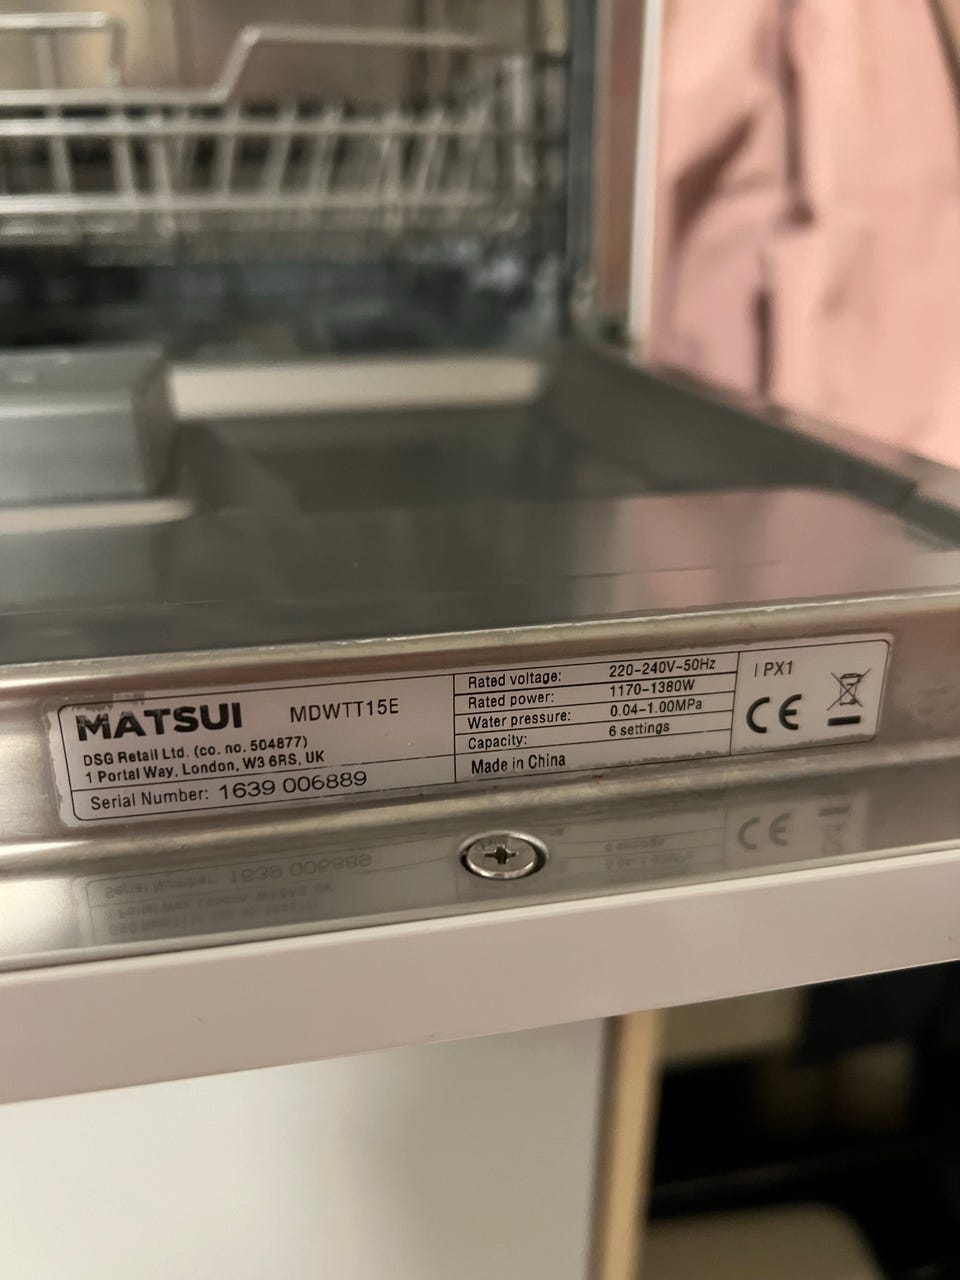 MATSUI MDWTT15E
DSG Retail Ltd. (co. no. 504877)
1 Portal Way, London, W3 6RS, UK
Serial Number: 1639 006889
Rated voltage: 220-240V~50Hz
Rated power: 1170-1380W
Water pressure: 0.04-1.00MPa
Capacity: 6 settings
Made in China
IPX1
CE